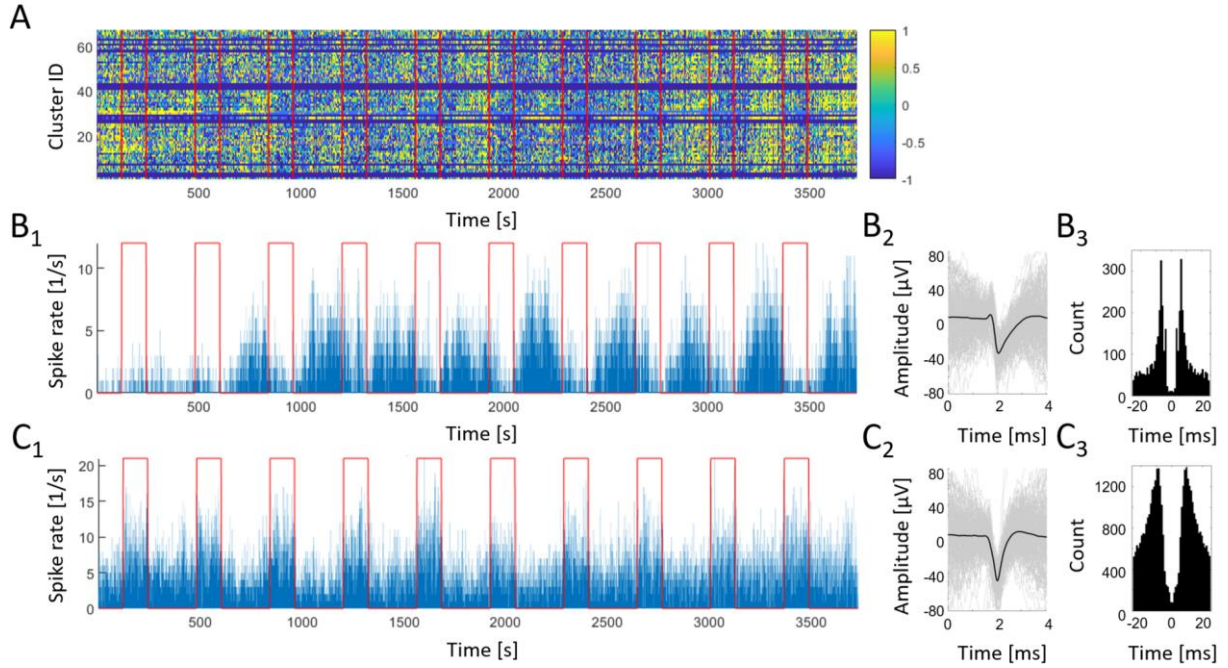 A
Cluster ID
60
40
20
500 1000 1500 2000 2500 3000 3500
Time [s]
1
0.5
0
-0.5
-1
B1
Spike rate [1/s]
10
5
0
500 1000 1500 2000 2500 3000 3500
Time [s]
B2
Amplitude [µV]
80
40
0
-40
-80
0 2 4
Time [ms]
B3
Count
300
200
100
0
-20 0 20
Time [ms]
C1
Spike rate [1/s]
20
15
10
5
0
500 1000 1500 2000 2500 3000 3500
Time [s]
C2
Amplitude [µV]
80
40
0
-40
-80
0 2 4
Time [ms]
C3
Count
1200
800
400
0
-20 0 20
Time [ms]